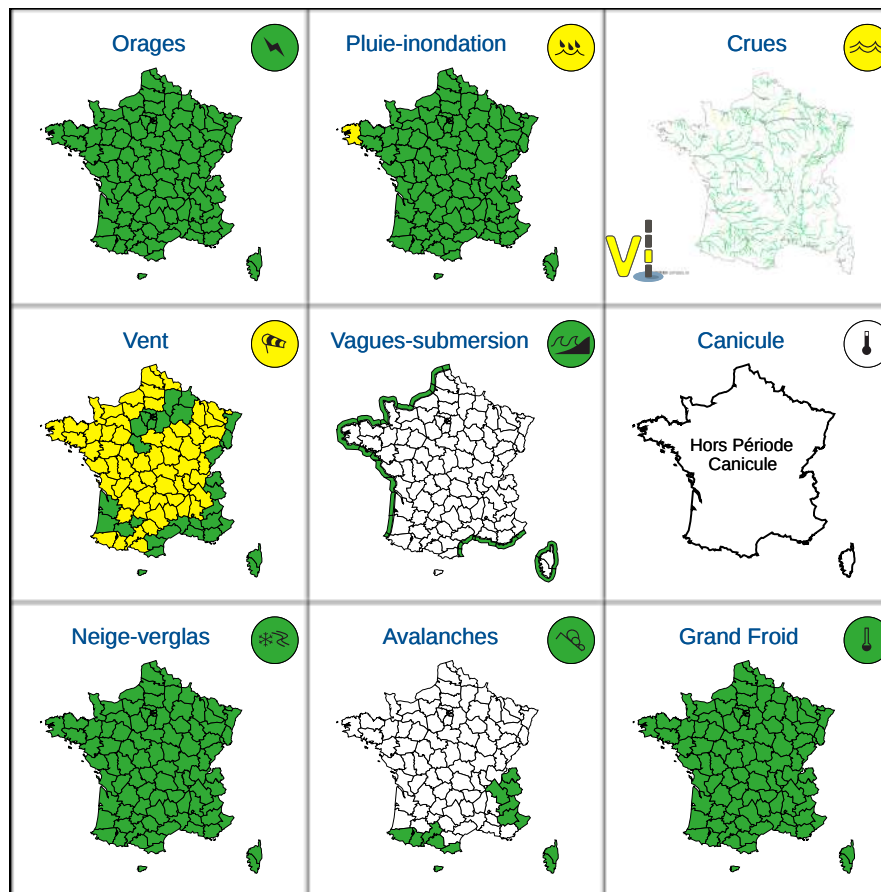 Orages
Pluie-inondation
Crues
Vent
Vagues-submersion
Canicule
Hors Période
Canicule
Neige-verglas
Avalanches
Grand Froid